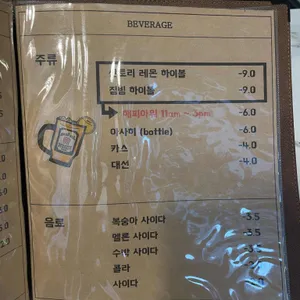 BEVERAGE
주류
산토리 레몬 하이볼 -9.0
짐빔 하이볼 -9.0
해피아워 11am ~ 3pm -6.0
아사히 (bottle) -6.0
카스 -4.0
대선 -4.0
음료
복숭아 사이다 -3.5
멜론 사이다 -3.5
수박 사이다 -3.5
콜라
사이다